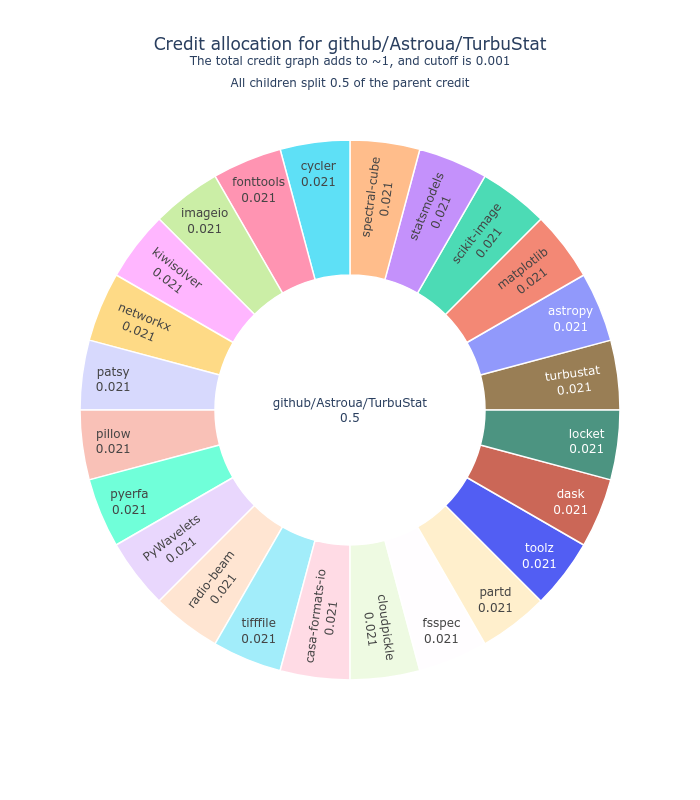 Credit allocation for github/Astroua/TurbuStat
The total credit graph adds to ~1, and cutoff is 0.001
All children split 0.5 of the parent credit
spectral-cube
0.021
statsmodels
0.021
scikit-image
0.021
matplotlib
0.021
astropy
0.021
turbustat
0.021
locket
0.021
dask
0.021
toolz
0.021
partd
0.021
fsspec
0.021
cloudpickle
0.021
casa-formats-io
0.021
tifffile
0.021
radio-beam
0.021
PyWavelets
0.021
pyerfa
0.021
pillow
0.021
patsy
0.021
networkx
0.021
kiwisolver
0.021
imageio
0.021
fonttools
0.021
cycler
0.021
github/Astroua/TurbuStat
0.5